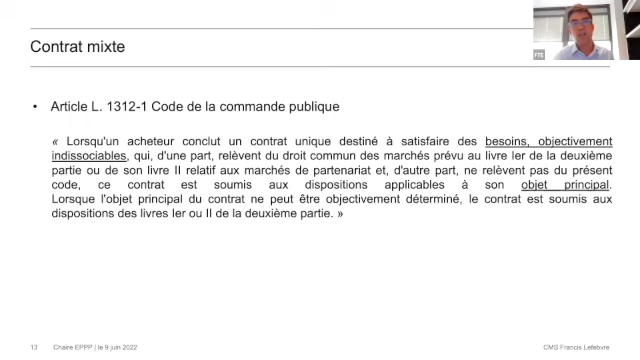 Contrat mixte
FTE
• Article L. 1312-1 Code de la commande publique
« Lorsqu'un acheteur conclut un contrat unique destiné à satisfaire des besoins, objectivement
indissociables, qui, d'une part, relèvent du droit commun des marchés prévu au livre Ier de la deuxième
partie ou de son livre II relatif aux marchés de partenariat et, d'autre part, ne relèvent pas du présent
code, ce contrat est soumis aux dispositions applicables à son objet principal.
Lorsque l'objet principal du contrat ne peut être objectivement déterminé, le contrat est soumis aux
dispositions des livres Ier ou II de la deuxième partie. »
13 Chaire EPPP | le 9 juin 2022 CMS Francis Lefebvre